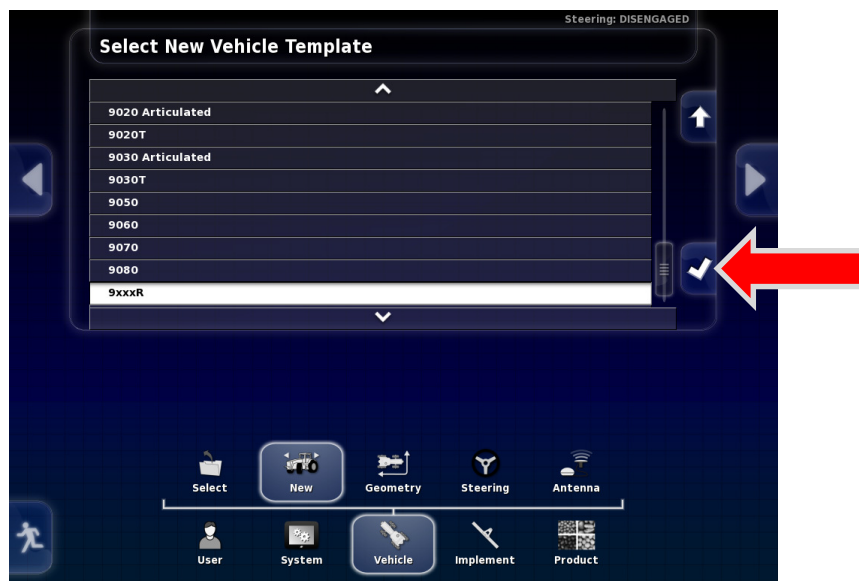 Steering: DISENGAGED
Select New Vehicle Template
9020 Articulated
9020T
9030 Articulated
9030T
9050
9060
9070
9080
9xxxR
Select New Geometry Steering Antenna
User System Vehicle Implement Product